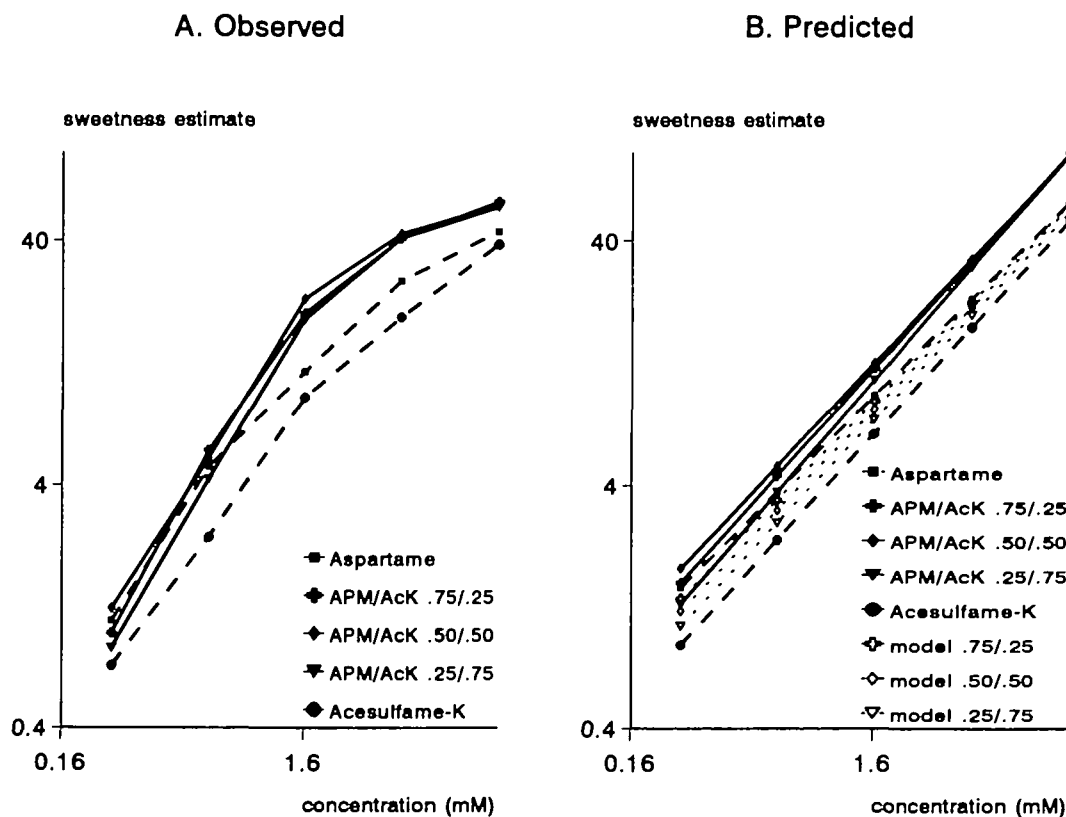 A. Observed
sweetness estimate
40
4
0.4
0.16
1.6
concentration (mM)
Aspartame
APM/AcK .75/.25
APM/AcK .50/.50
APM/AcK .25/.75
Acesulfame-K
B. Predicted
sweetness estimate
40
4
0.4
0.16
1.6
concentration (mM)
Aspartame
APM/AcK .75/.25
APM/AcK .50/.50
APM/AcK .25/.75
Acesulfame-K
model .75/.25
model .50/.50
model .25/.75